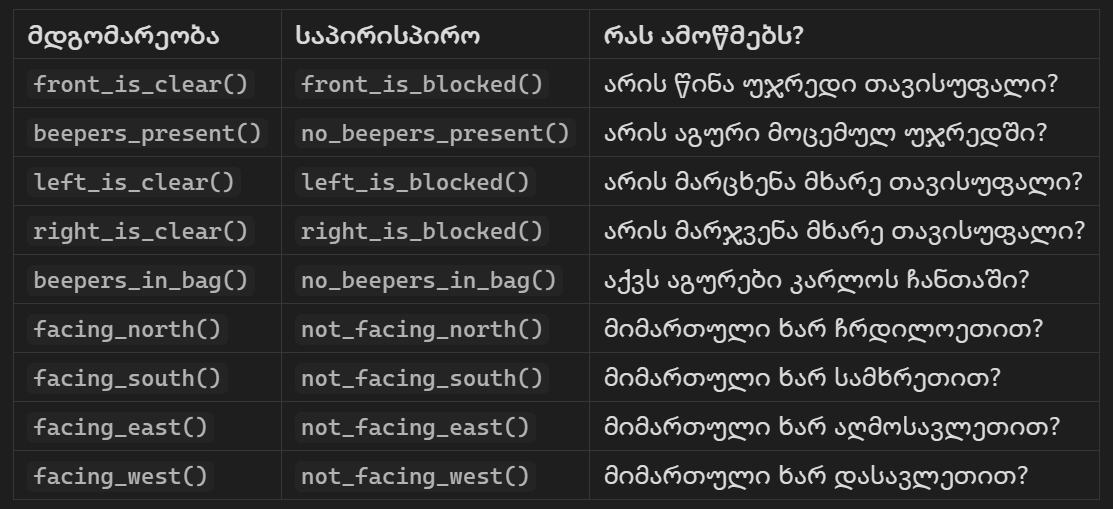 მდგომარეობა საპირისპირო რას ამოწმებს?
front_is_clear() front_is_blocked() არის წინა უჯრედი თავისუფალი?
beepers_present() no_beepers_present() არის აგური მოცემულ უჯრედში?
left_is_clear() left_is_blocked() არის მარცხენა მხარე თავისუფალი?
right_is_clear() right_is_blocked() არის მარჯვენა მხარე თავისუფალი?
beepers_in_bag() no_beepers_in_bag() აქვს აგურები კარლოს ჩანთაში?
facing_north() not_facing_north() მიმართული ხარ ჩრდილოეთით?
facing_south() not_facing_south() მიმართული ხარ სამხრეთით?
facing_east() not_facing_east() მიმართული ხარ აღმოსავლეთით?
facing_west() not_facing_west() მიმართული ხარ დასავლეთით?